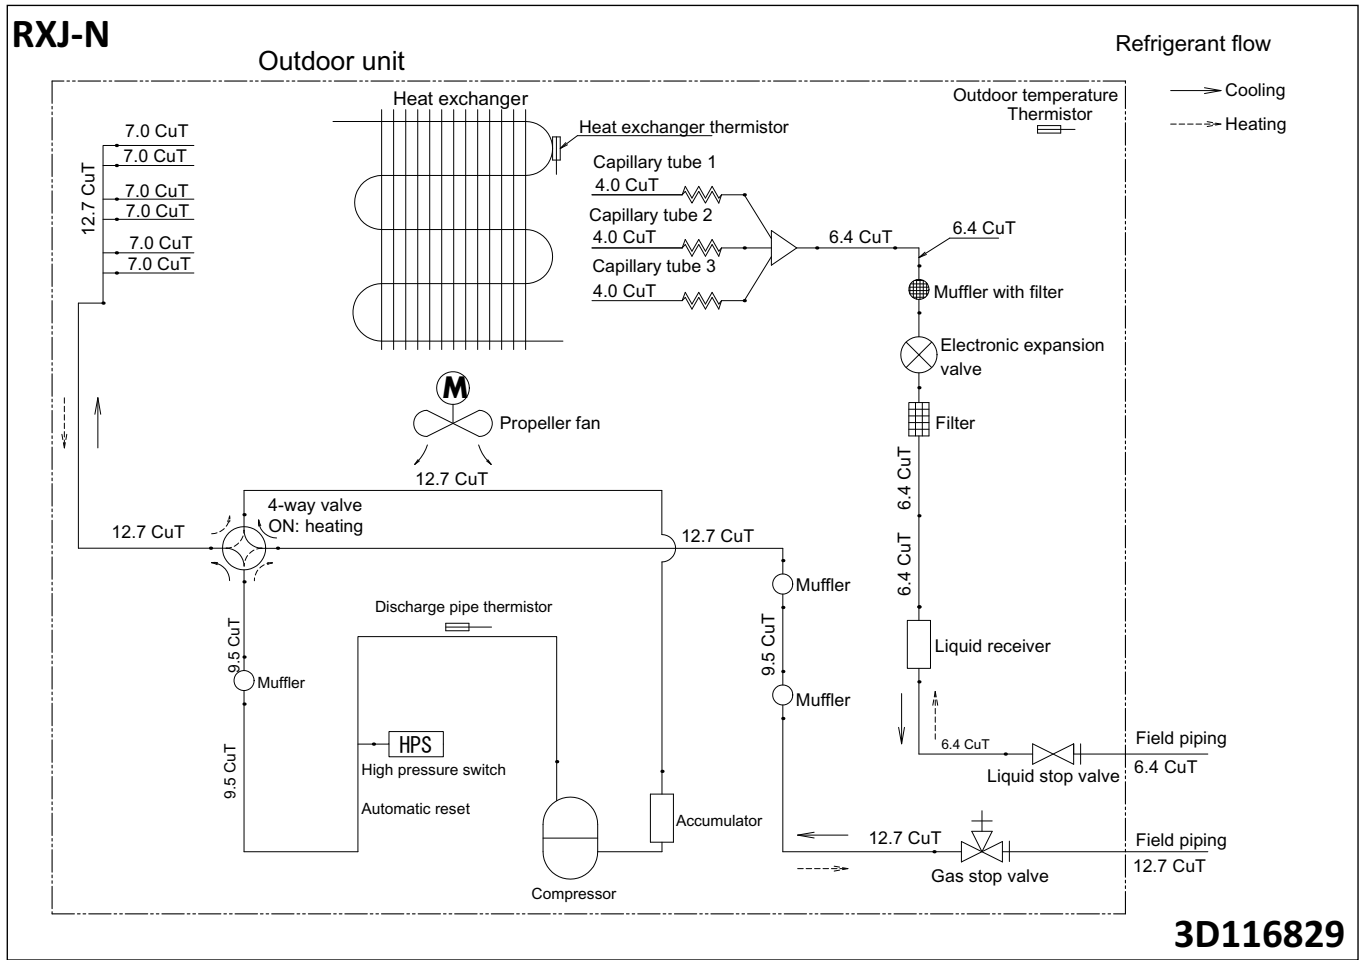 RXJ-N
Refrigerant flow
Cooling
Heating
Outdoor unit
Heat exchanger
Outdoor temperature
Thermistor
Heat exchanger thermistor
7.0 CuT
7.0 CuT
7.0 CuT
7.0 CuT
7.0 CuT
7.0 CuT
12.7 CuT
Capillary tube 1
4.0 CuT
Capillary tube 2
4.0 CuT
Capillary tube 3
4.0 CuT
6.4 CuT
6.4 CuT
Muffler with filter
Electronic expansion
valve
Filter
6.4 CuT
6.4 CuT
Liquid receiver
M
Propeller fan
12.7 CuT
4-way valve
ON: heating
12.7 CuT
12.7 CuT
Muffler
9.5 CuT
Muffler
Discharge pipe thermistor
9.5 CuT
Muffler
9.5 CuT
HPS
High pressure switch
Automatic reset
Compressor
Accumulator
6.4 CuT
Liquid stop valve
Field piping
6.4 CuT
12.7 CuT
Gas stop valve
Field piping
12.7 CuT
3D116829